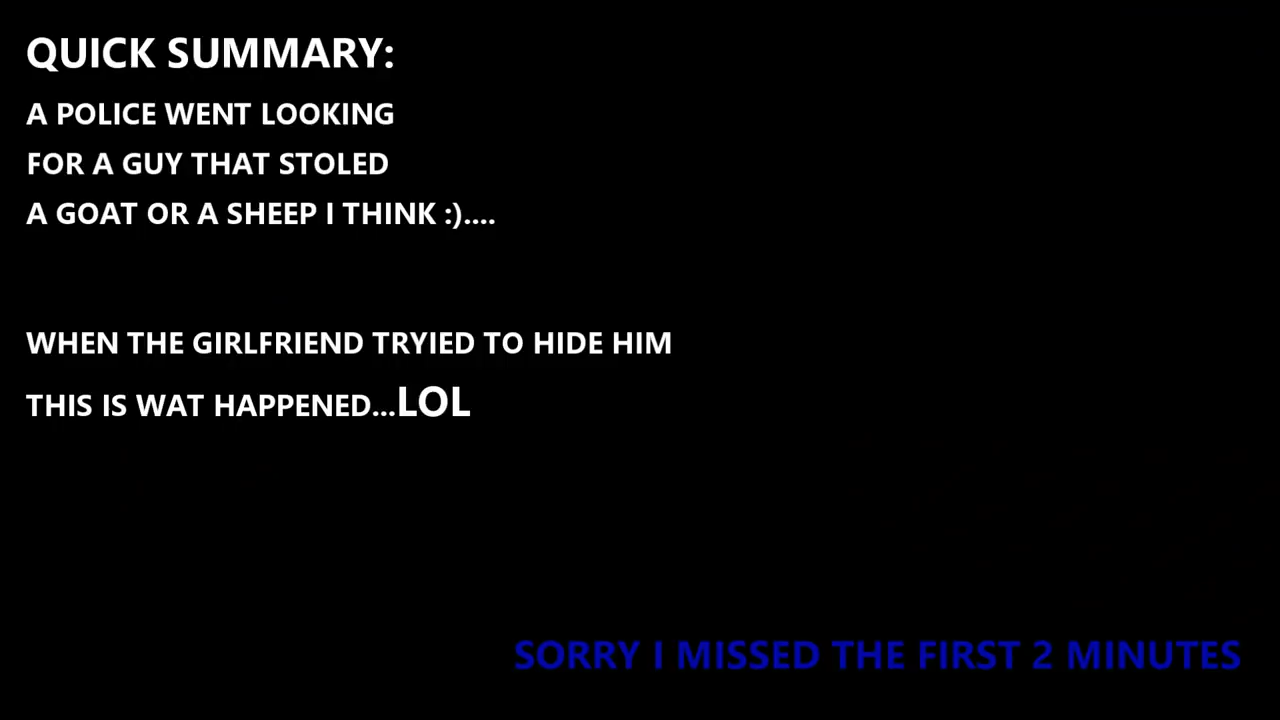 QUICK SUMMARY:
A POLICE WENT LOOKING
FOR A GUY THAT STOLED
A GOAT OR A SHEEP I THINK :)....
WHEN THE GIRLFRIEND TRYIED TO HIDE HIM
THIS IS WAT HAPPENED...LOL
SORRY I MISSED THE FIRST 2 MINUTES